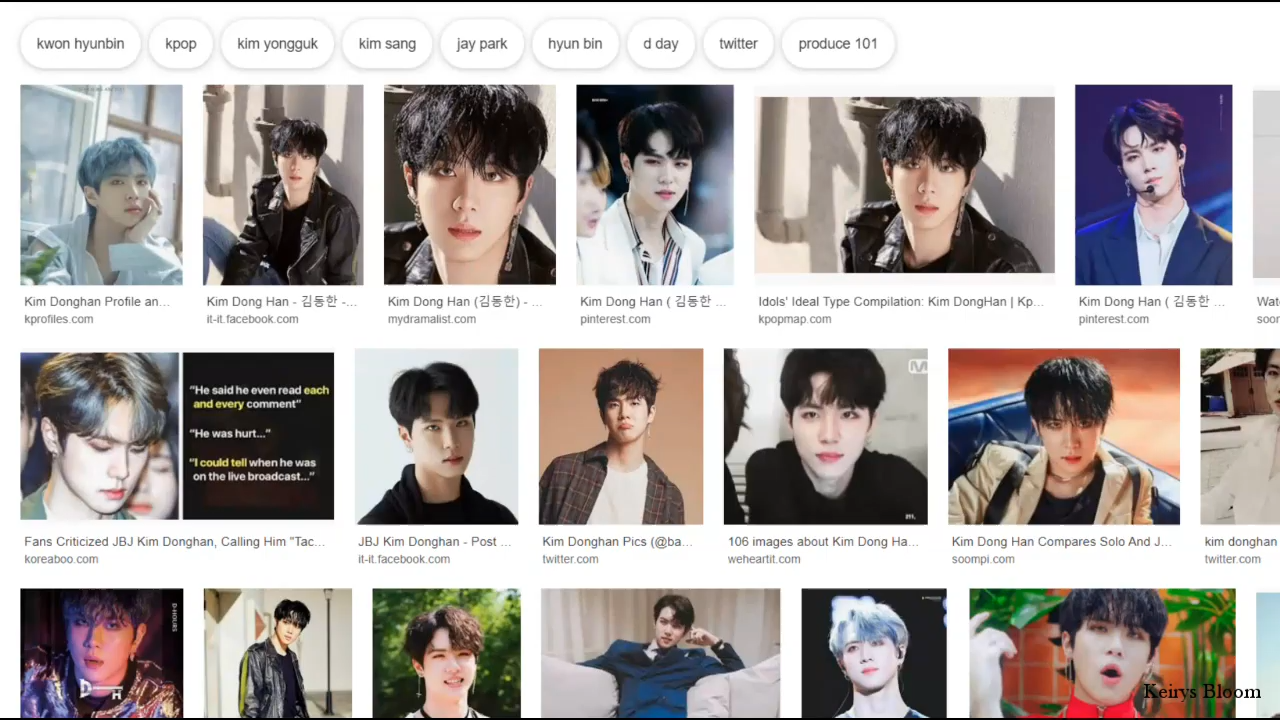 kwon hyunbin
kpop
kim yongguk
kim sang
jay park
hyun bin
d day
twitter
produce 101
Kim Donghan Profile an...
kprofiles.com
Kim Dong Han - 김동한 -...
it-it.facebook.com
Kim Dong Han (김동한) - ...
mydramalist.com
Kim Dong Han ( 김동한 ...
pinterest.com
Idols' Ideal Type Compilation: Kim DongHan | Kp...
kpopmap.com
Kim Dong Han ( 김동한 ...
pinterest.com
Wat
soor
"He said he even read each
and every comment"
"He was hurt..."
"I could tell when he was
on the live broadcast..."
Fans Criticized JBJ Kim Donghan, Calling Him "Tac...
koreaboo.com
JBJ Kim Donghan - Post ...
it-it.facebook.com
Kim Donghan Pics (@ba...
twitter.com
M
106 images about Kim Dong Ha...
weheartit.com
Kim Dong Han Compares Solo And J...
soompi.com
kim donghan
twitter.com
D-HOURS
D
H
Keirys Bloom